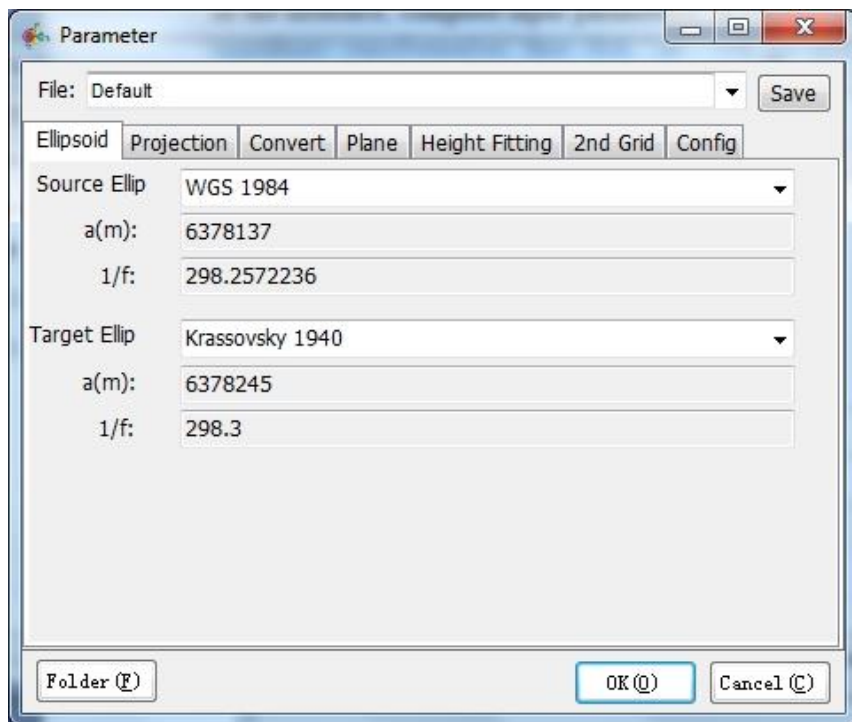 Parameter
File: Default Save
Ellipsoid Projection Convert Plane Height Fitting 2nd Grid Config
Source Ellip WGS 1984
a(m): 6378137
1/f: 298.2572236
Target Ellip Krassovsky 1940
a(m): 6378245
1/f: 298.3
Folder(F) OK(O) Cancel(C)